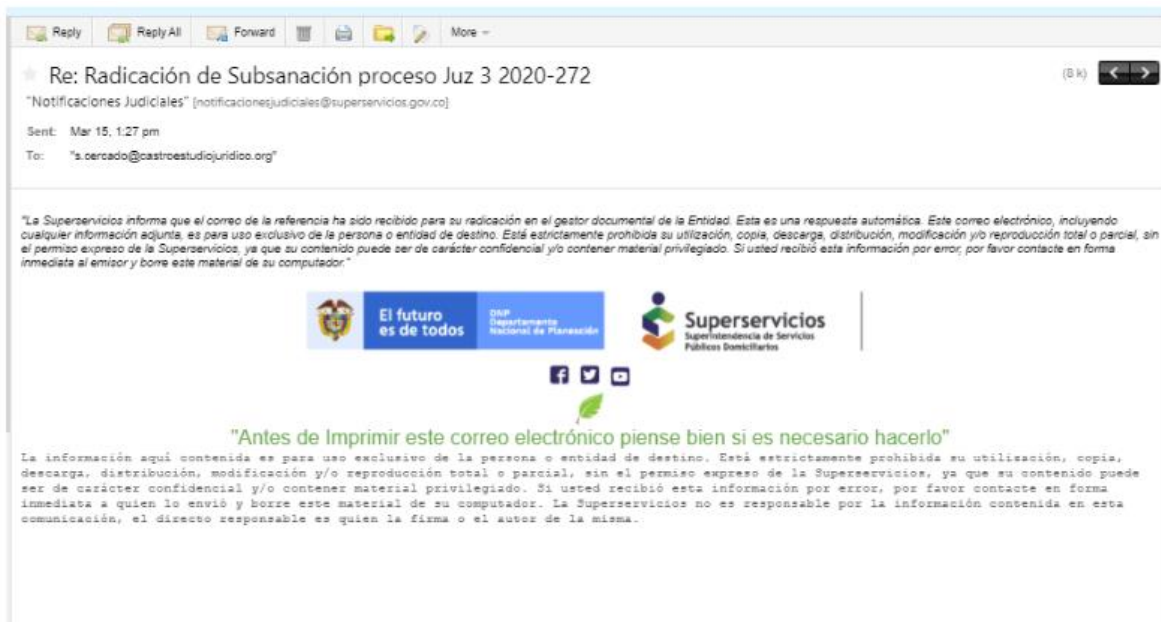 Reply Reply All Forward More
Re: Radicación de Subsanación proceso Juz 3 2020-272
(8 k)
"Notificaciones Judiciales" [notificacionesjudiciales@superservicios.gov.co]
Sent: Mar 15, 1:27 pm
To: "s.cercado@castroestudiojuridico.org"
"La Superservicios informa que el correo de la referencia ha sido recibido para su radicación en el gestor documental de la Entidad. Esta es una respuesta automática. Este correo electrónico, incluyendo
cualquier información adjunta, es para uso exclusivo de la persona o entidad de destino. Está estrictamente prohibida su utilización, copia, descarga, distribución, modificación y/o reproducción total o parcial, sin
el permiso expreso de la Superservicios, ya que su contenido puede ser de carácter confidencial y/o contener material privilegiado. Si usted recibió esta información por error, por favor contacte en forma
inmediata al emisor y borre este material de su computador."
El futuro
es de todos
DNP
Departamento
Nacional de Planeación
Superservicios
Superintendencia de Servicios
Públicos Domiciliarios
"Antes de Imprimir este correo electrónico piense bien si es necesario hacerlo"
La información aquí contenida es para uso exclusivo de la persona o entidad de destino. Está estrictamente prohibida su utilización, copia,
descarga, distribución, modificación y/o reproducción total o parcial, sin el permiso expreso de la Superservicios, ya que su contenido puede
ser de carácter confidencial y/o contener material privilegiado. Si usted recibió esta información por error, por favor contacte en forma
inmediata a quien lo envió y borre este material de su computador. La Superservicios no es responsable por la información contenida en esta
comunicación, el directo responsable es quien la firma o el autor de la misma.